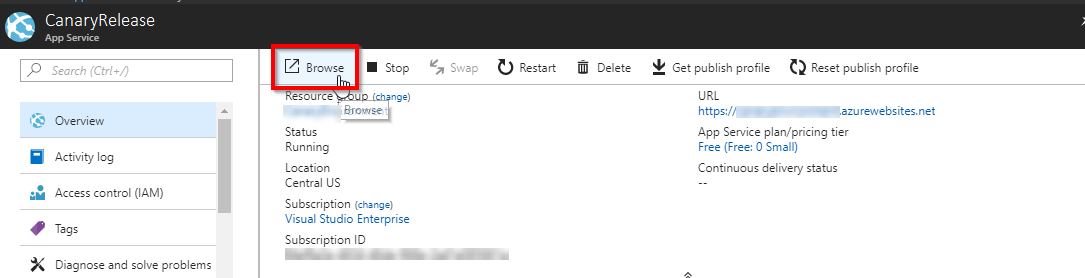 CanaryRelease
App Service
Search (Ctrl+/)
Browse Stop Swap Restart Delete Get publish profile Reset publish profile
Overview
Activity log
Access control (IAM)
Tags
Diagnose and solve problems
Resource group (change)
Browse
Status
Running
Location
Central US
Subscription (change)
Visual Studio Enterprise
Subscription ID
URL
https:// .azurewebsites.net
App Service plan/pricing tier
Free (Free: 0 Small)
Continuous delivery status
--